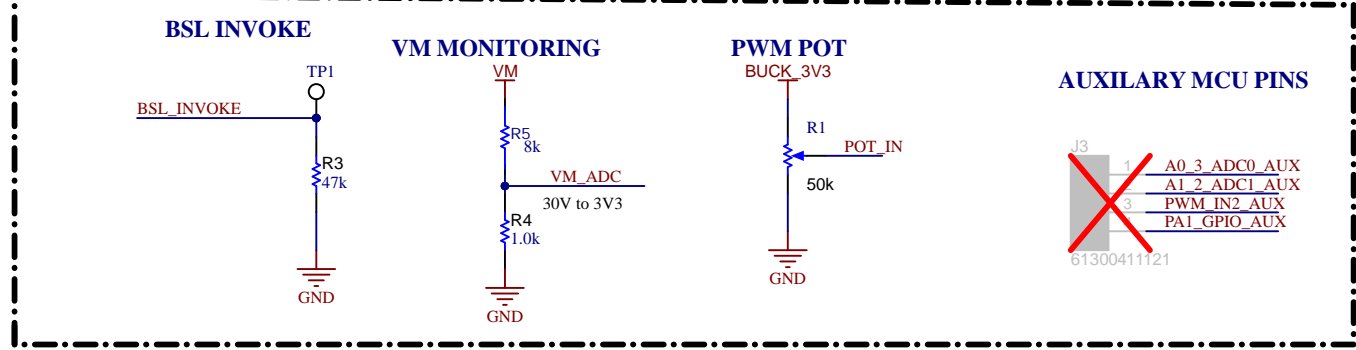 BSL INVOKE
TP1
BSL_INVOKE
R3
47k
GND
VM MONITORING
VM
R5
8k
VM_ADC
30V to 3V3
R4
1.0k
GND
PWM POT
BUCK_3V3
R1
POT_IN
50k
GND
AUXILARY MCU PINS
J3
1 A0_3_ADC0_AUX
A1_2_ADC1_AUX
3 PWM_IN2_AUX
PA1_GPIO_AUX
61300411121